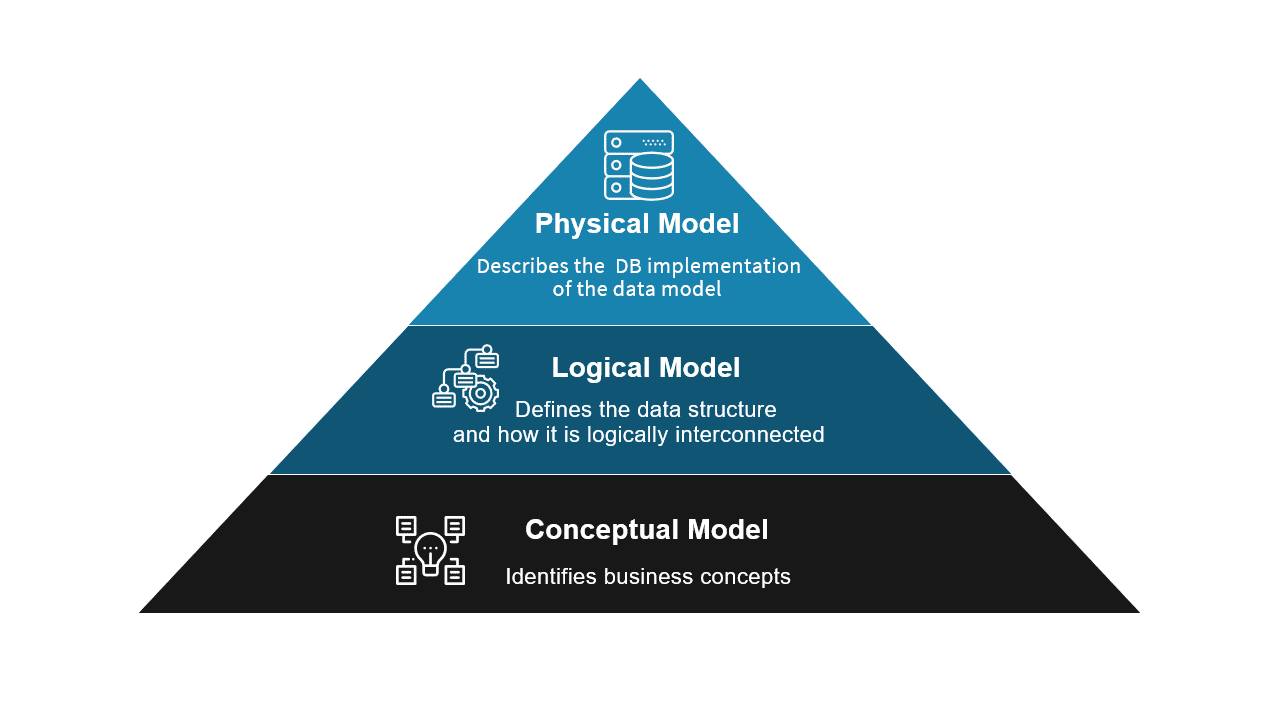 Physical Model
Describes the  DB implementation
of the data model
Logical Model
Defines the data structure
and how it is logically interconnected
Conceptual Model
Identifies business concepts